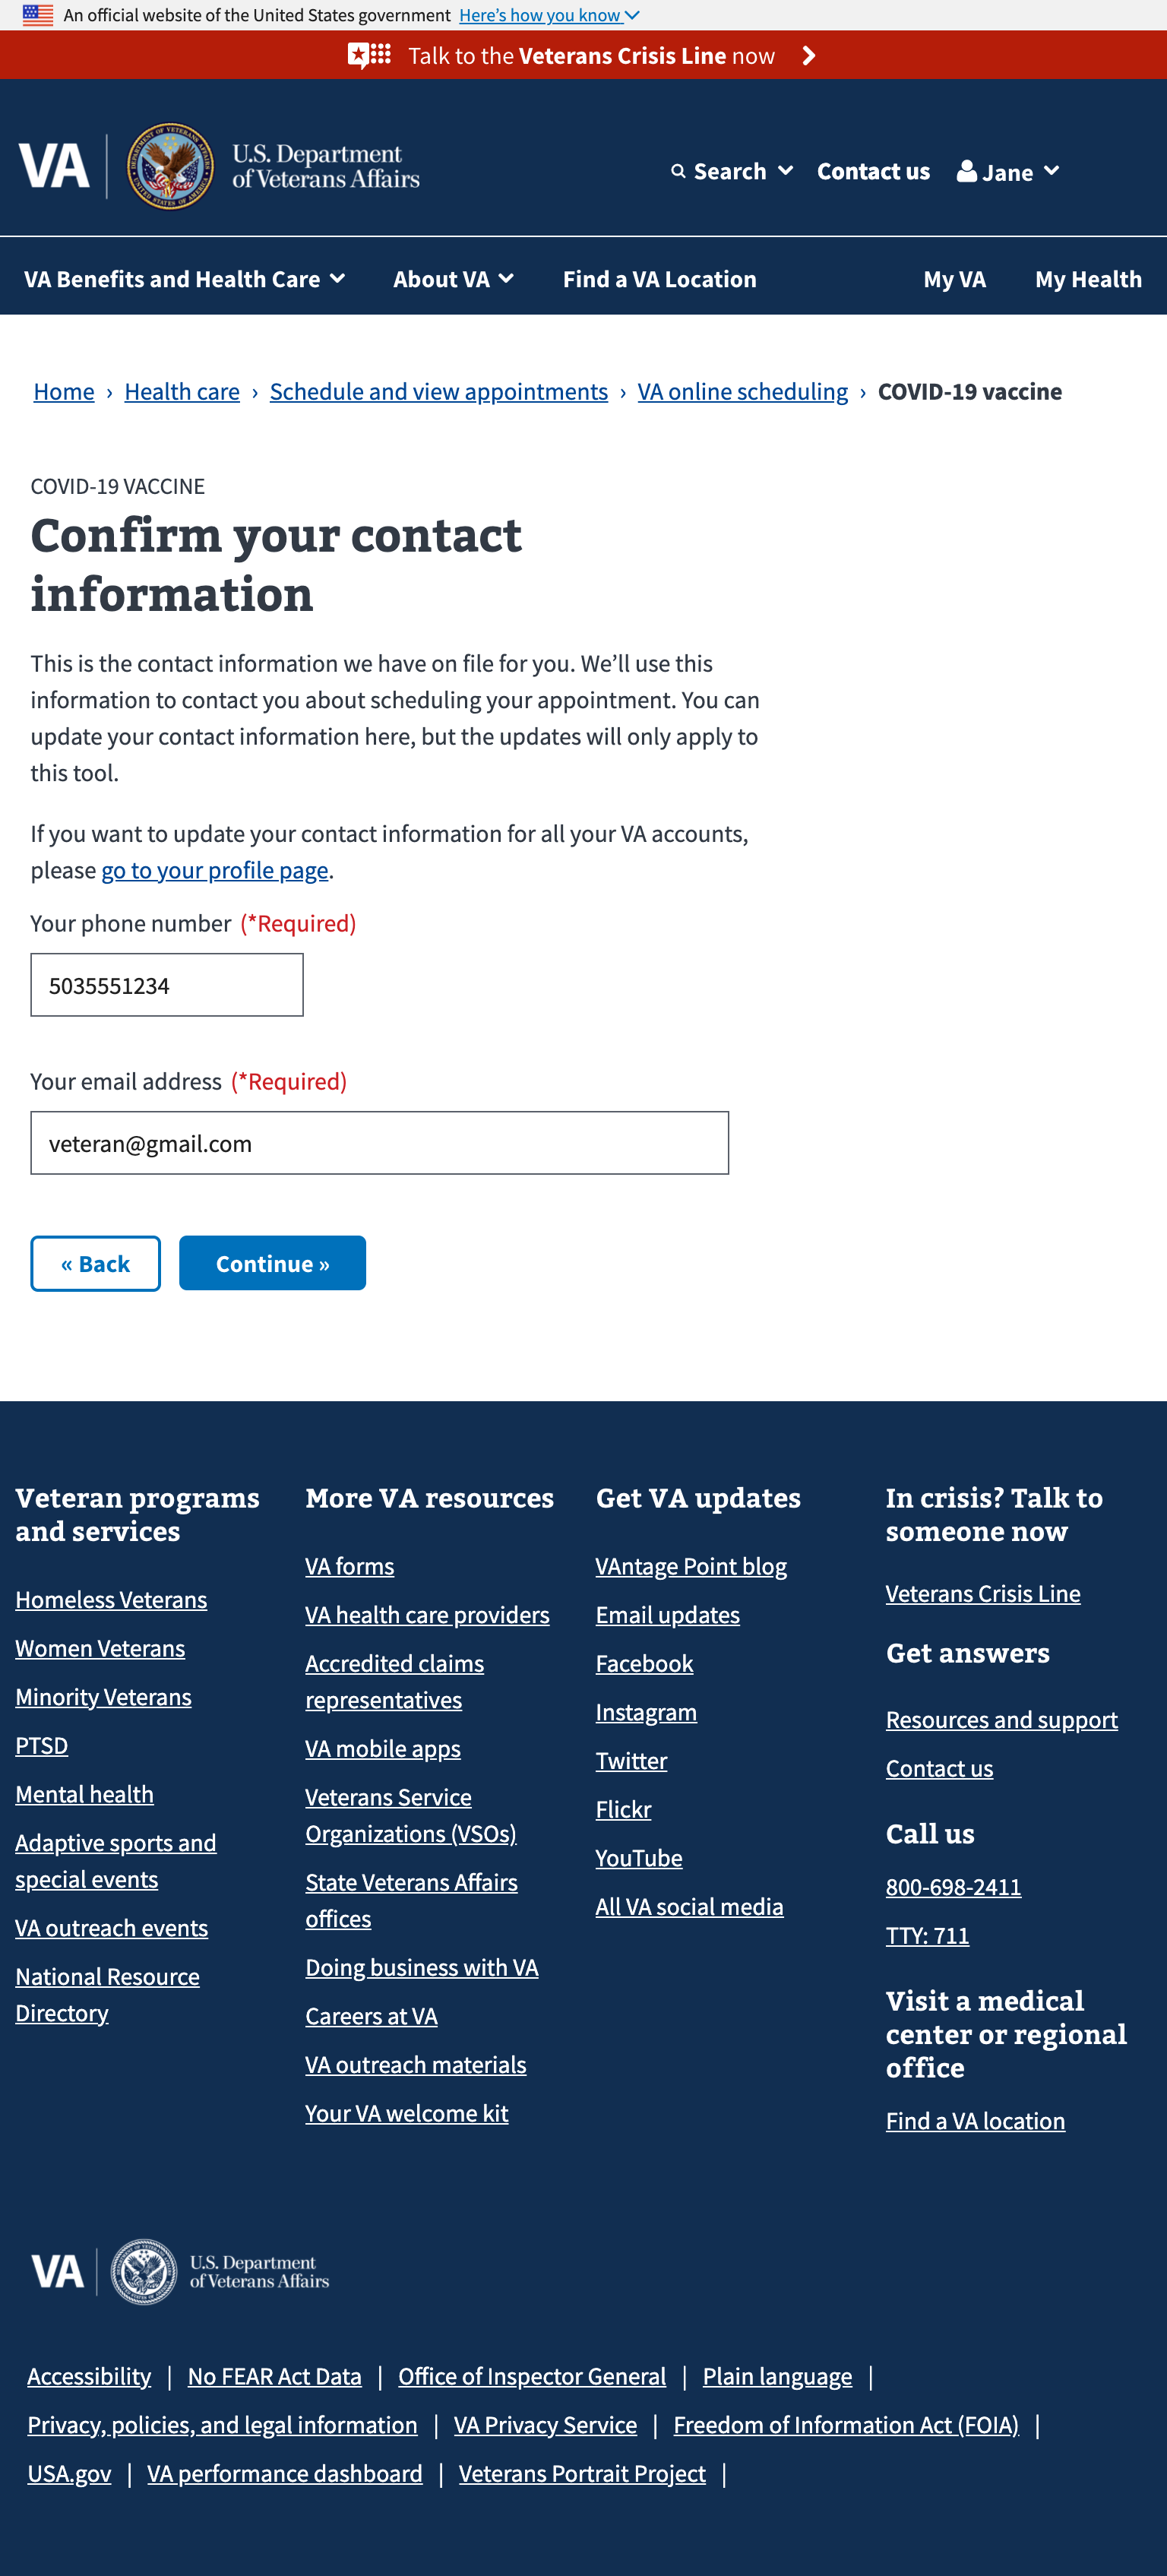 An official website of the United States government Here’s how you know
Talk to the Veterans Crisis Line now
VA
U.S. Department
of Veterans Affairs
Search Contact us Jane
VA Benefits and Health Care About VA Find a VA Location My VA My Health
Home › Health care › Schedule and view appointments › VA online scheduling › COVID-19 vaccine
COVID-19 VACCINE
Confirm your contact
information
This is the contact information we have on file for you. We’ll use this
information to contact you about scheduling your appointment. You can
update your contact information here, but the updates will only apply to
this tool.
If you want to update your contact information for all your VA accounts,
please go to your profile page.
Your phone number (*Required)
5035551234
Your email address (*Required)
veteran@gmail.com
« Back
Continue »
Veteran programs
and services
Homeless Veterans
Women Veterans
Minority Veterans
PTSD
Mental health
Adaptive sports and
special events
VA outreach events
National Resource
Directory
More VA resources
VA forms
VA health care providers
Accredited claims
representatives
VA mobile apps
Veterans Service
Organizations (VSOs)
State Veterans Affairs
offices
Doing business with VA
Careers at VA
VA outreach materials
Your VA welcome kit
Get VA updates
VAntage Point blog
Email updates
Facebook
Instagram
Twitter
Flickr
YouTube
All VA social media
In crisis? Talk to
someone now
Veterans Crisis Line
Get answers
Resources and support
Contact us
Call us
800-698-2411
TTY: 711
Visit a medical
center or regional
office
Find a VA location
VA
U.S. Department
of Veterans Affairs
Accessibility | No FEAR Act Data | Office of Inspector General | Plain language |
Privacy, policies, and legal information | VA Privacy Service | Freedom of Information Act (FOIA) |
USA.gov | VA performance dashboard | Veterans Portrait Project |